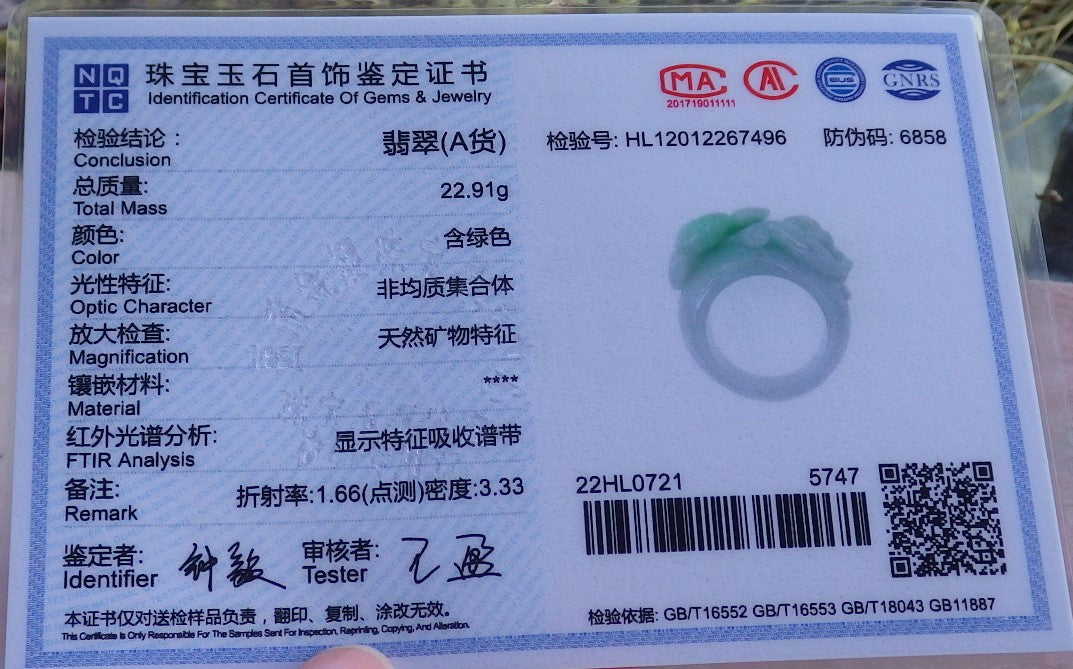 NQ
TC
珠宝玉石首饰鉴定证书
Identification Certificate Of Gems & Jewelry
MA
201719011111
GNRS
检验结论：
Conclusion
翡翠(A货)
总质量:
Total Mass
22.91g
颜色:
Color
含绿色
光性特征:
Optic Character
非均质集合体
放大检查:
Magnification
天然矿物特征
镶嵌材料:
Material
****
红外光谱分析:
FTIR Analysis
显示特征吸收谱带
备注:
Remark
折射率:1.66(点测)密度:3.33
鉴定者:
Identifier
审核者:
Tester
王盈
本证书仅对送检样品负责，翻印、复制、涂改无效。
This Certificate Is Only Responsible For The Samples Sent For Inspection, Reprinting, Copying, And Alteration.
检验号: HL12012267496 防伪码: 6858
22HL0721 5747
检验依据: GB/T16552 GB/T16553 GB/T18043 GB11887